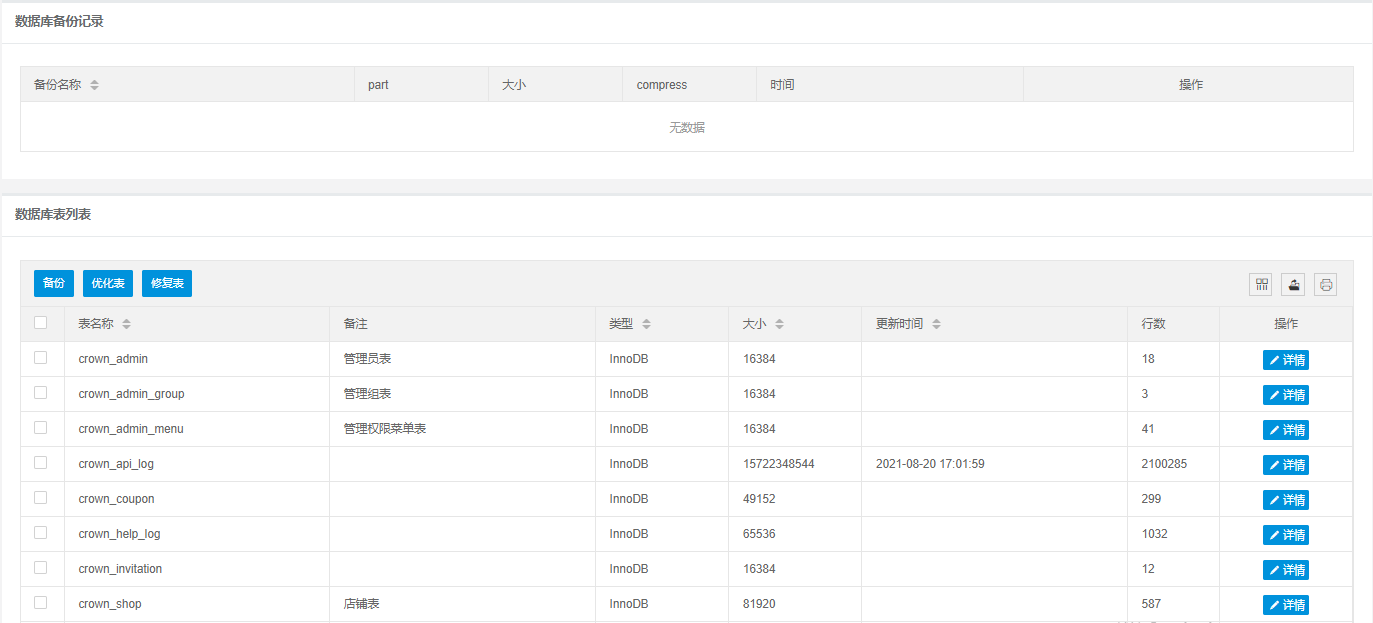 数据库备份记录
备份名称 part 大小 compress 时间 操作
无数据
数据库表列表
备份 优化表 修复表
表名称 备注 类型 大小 更新时间 行数 操作
crown_admin 管理员表 InnoDB 16384 18 详情
crown_admin_group 管理组表 InnoDB 16384 3 详情
crown_admin_menu 管理权限菜单表 InnoDB 16384 41 详情
crown_api_log InnoDB 15722348544 2021-08-20 17:01:59 2100285 详情
crown_coupon InnoDB 49152 299 详情
crown_help_log InnoDB 65536 1032 详情
crown_invitation InnoDB 16384 12 详情
crown_shop 店铺表 InnoDB 81920 587 详情